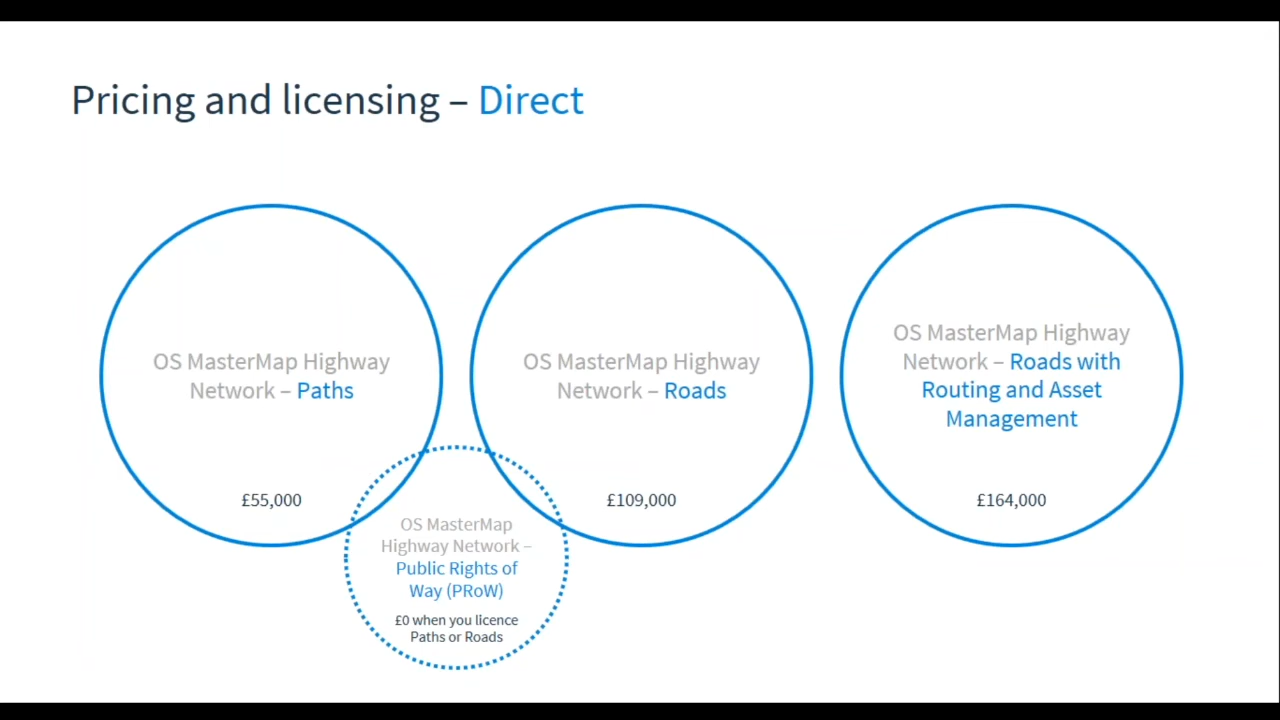 Pricing and licensing – Direct
OS MasterMap Highway
Network – Paths
£55,000
OS MasterMap Highway
Network – Roads
£109,000
OS MasterMap Highway
Network – Roads with
Routing and Asset
Management
£164,000
OS MasterMap
Highway Network –
Public Rights of
Way (PRoW)
£0 when you licence
Paths or Roads